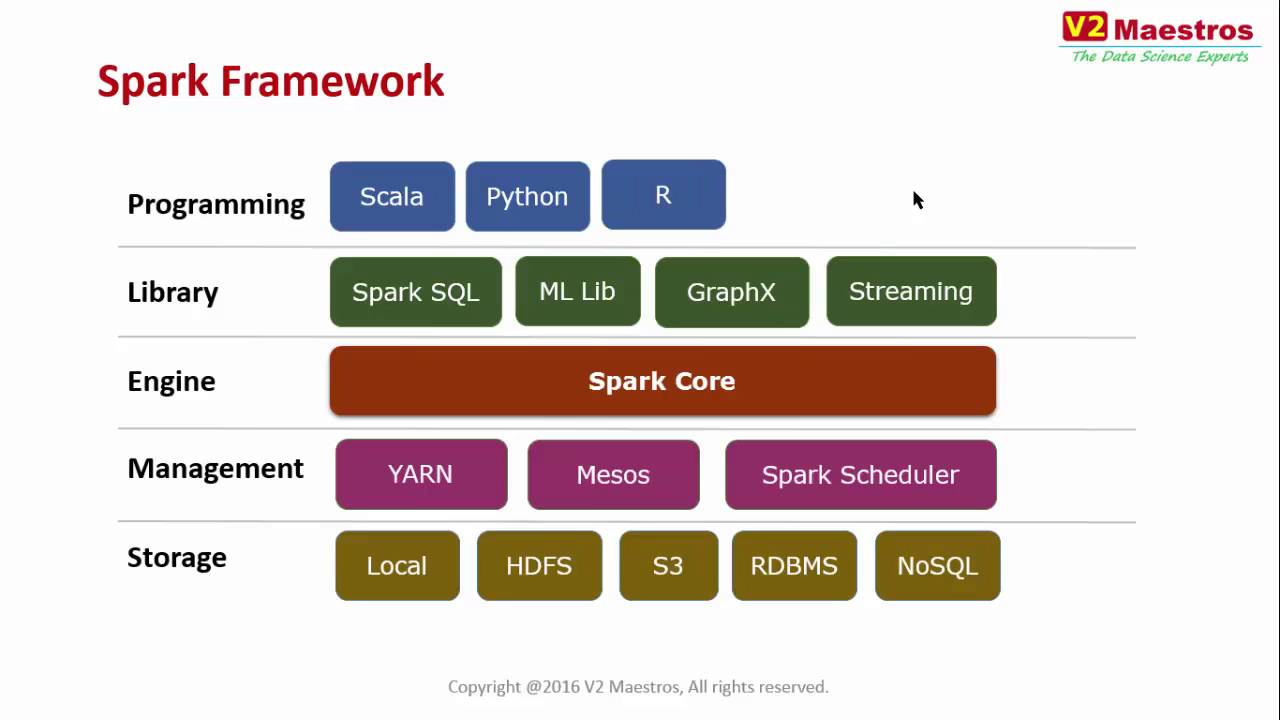 V2 Maestros
The Data Science Experts
Spark Framework
Programming
Scala
Python
R
Library
Spark SQL
ML Lib
GraphX
Streaming
Engine
Spark Core
Management
YARN
Mesos
Spark Scheduler
Storage
Local
HDFS
S3
RDBMS
NoSQL
Copyright @2016 V2 Maestros, All rights reserved.